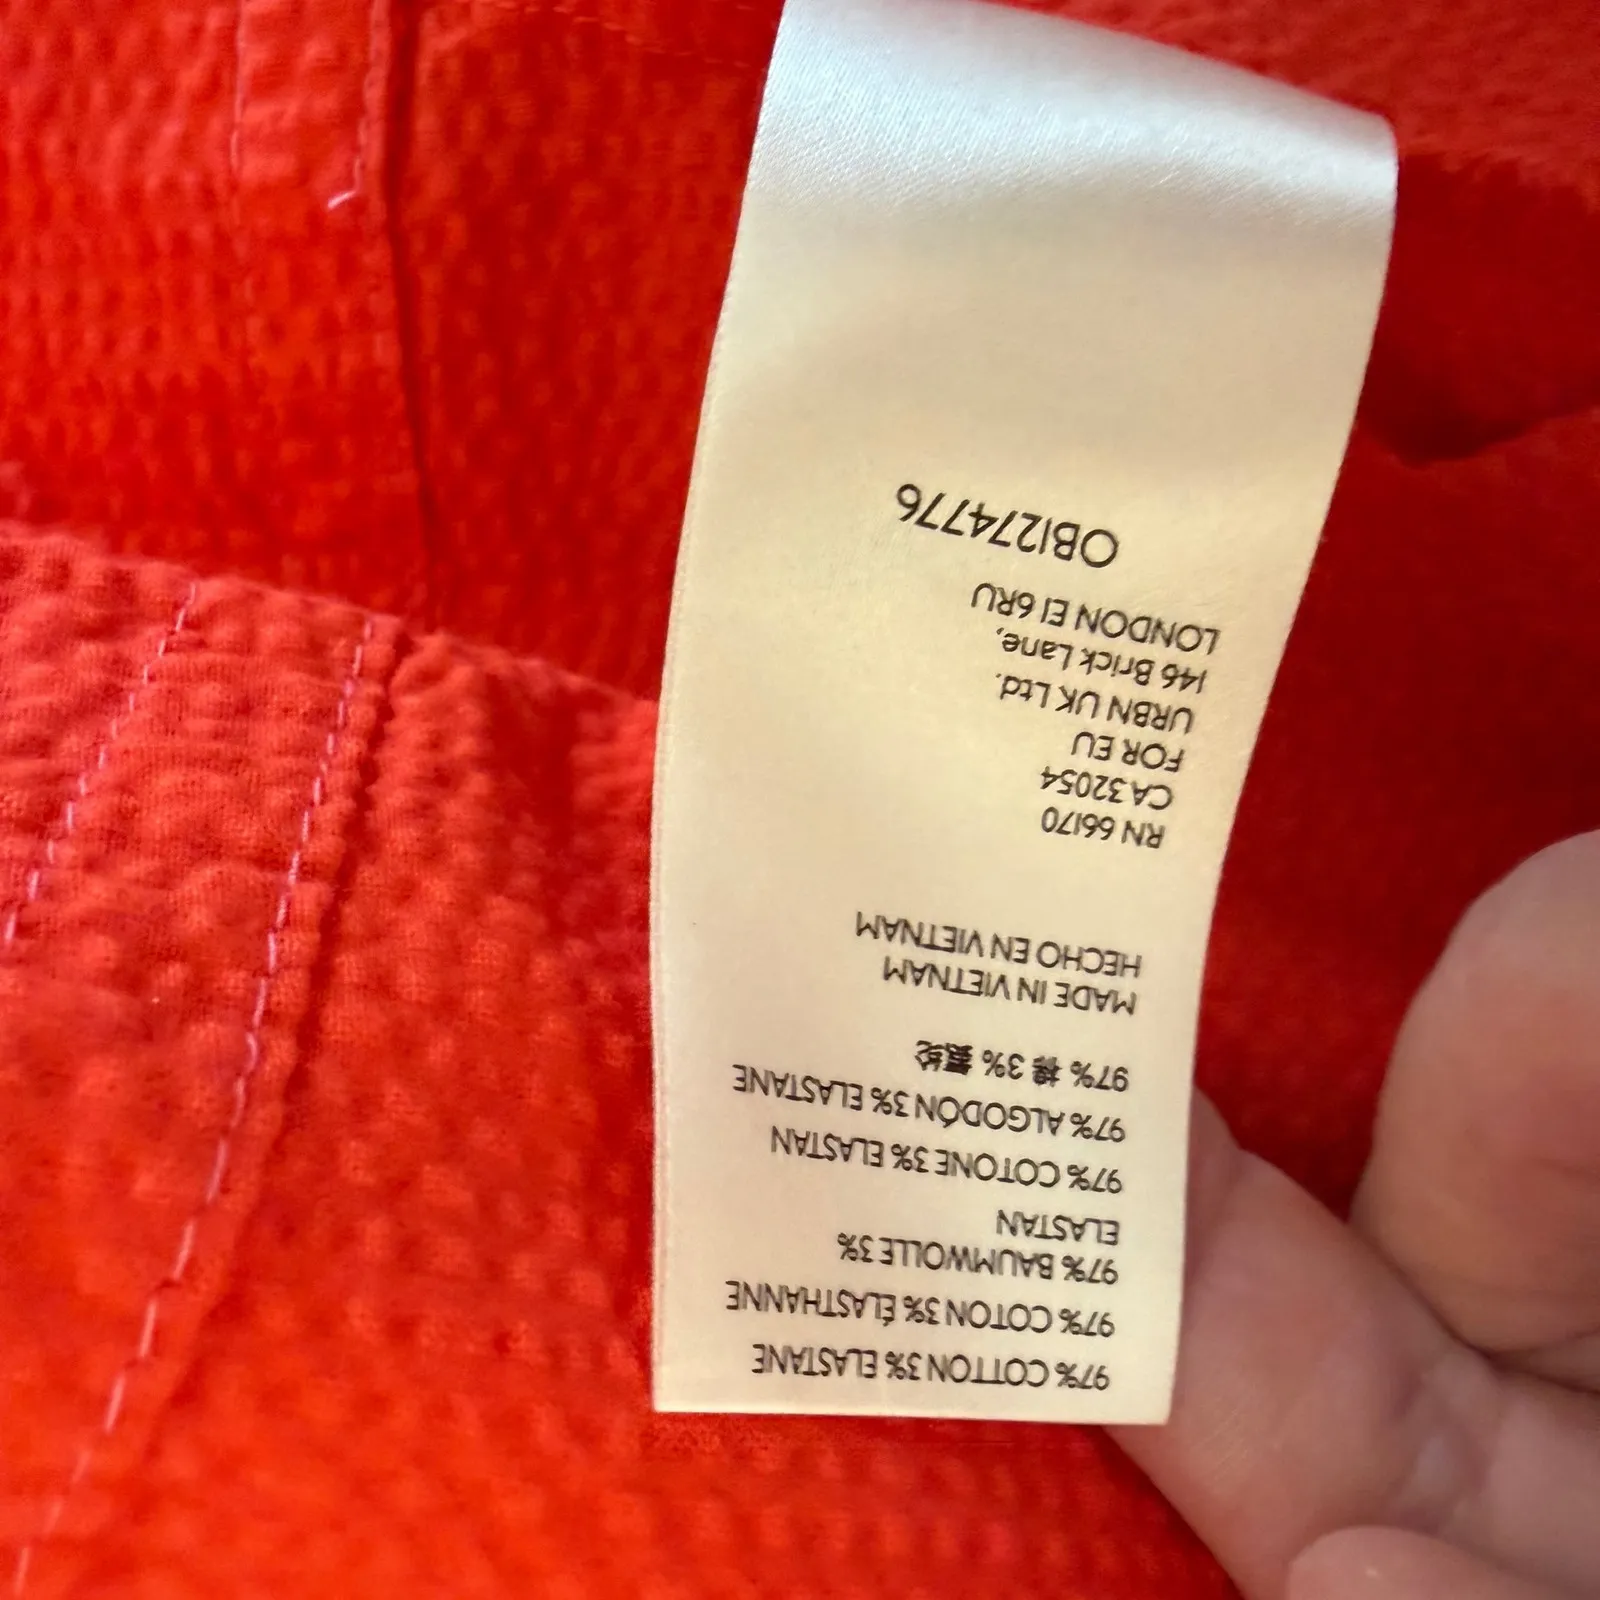 97% COTTON 3% ELASTANE
97% COTON 3% ÉLASTHANNE
97% BAUMWOLLE 3%
ELASTAN
97% COTONE 3% ELASTAN
97% ALGODÓN 3% ELASTANE
97% 棉 3% 氨纶
MADE IN VIETNAM
HECHO EN VIETNAM
RN 66170
CA 32054
FOR EU
URBN UK Ltd.
146 Brick Lane,
LONDON E1 6RU
OB1274776